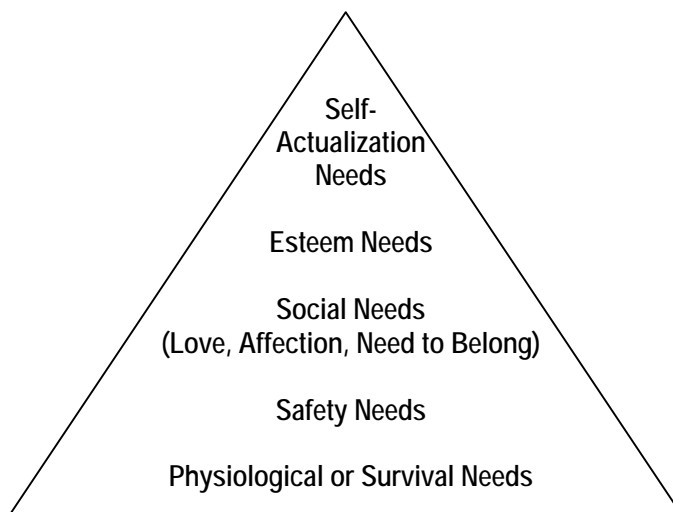 Self-
Actualization
Needs
Esteem Needs
Social Needs
(Love, Affection, Need to Belong)
Safety Needs
Physiological or Survival Needs